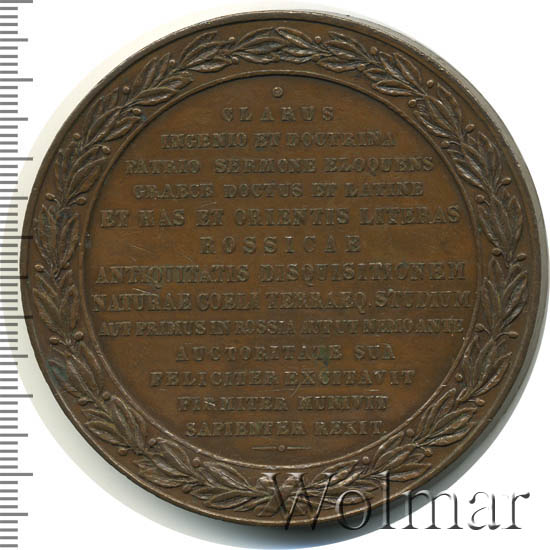 CLARUS
INGENIO ET DOCTRINA
PATRIO SERMONE ELOQUENS
GRAECE DOCTUS ET LATINE
ET HAS ET ORIENTIS LITERAS
ROSSICAE
ANTIQUITATIS DISQUISITIONEM
NATURAE COELI TERRAEQ. STUDIUM
AUT PRIMUS IN ROSSIA AUT UT NEMO ANTE
AUCTORITATE SUA
FELICITER EXCITAVIT
FIRMITER MUNIVIT
SAPIENTER REXIT.
Wolmar